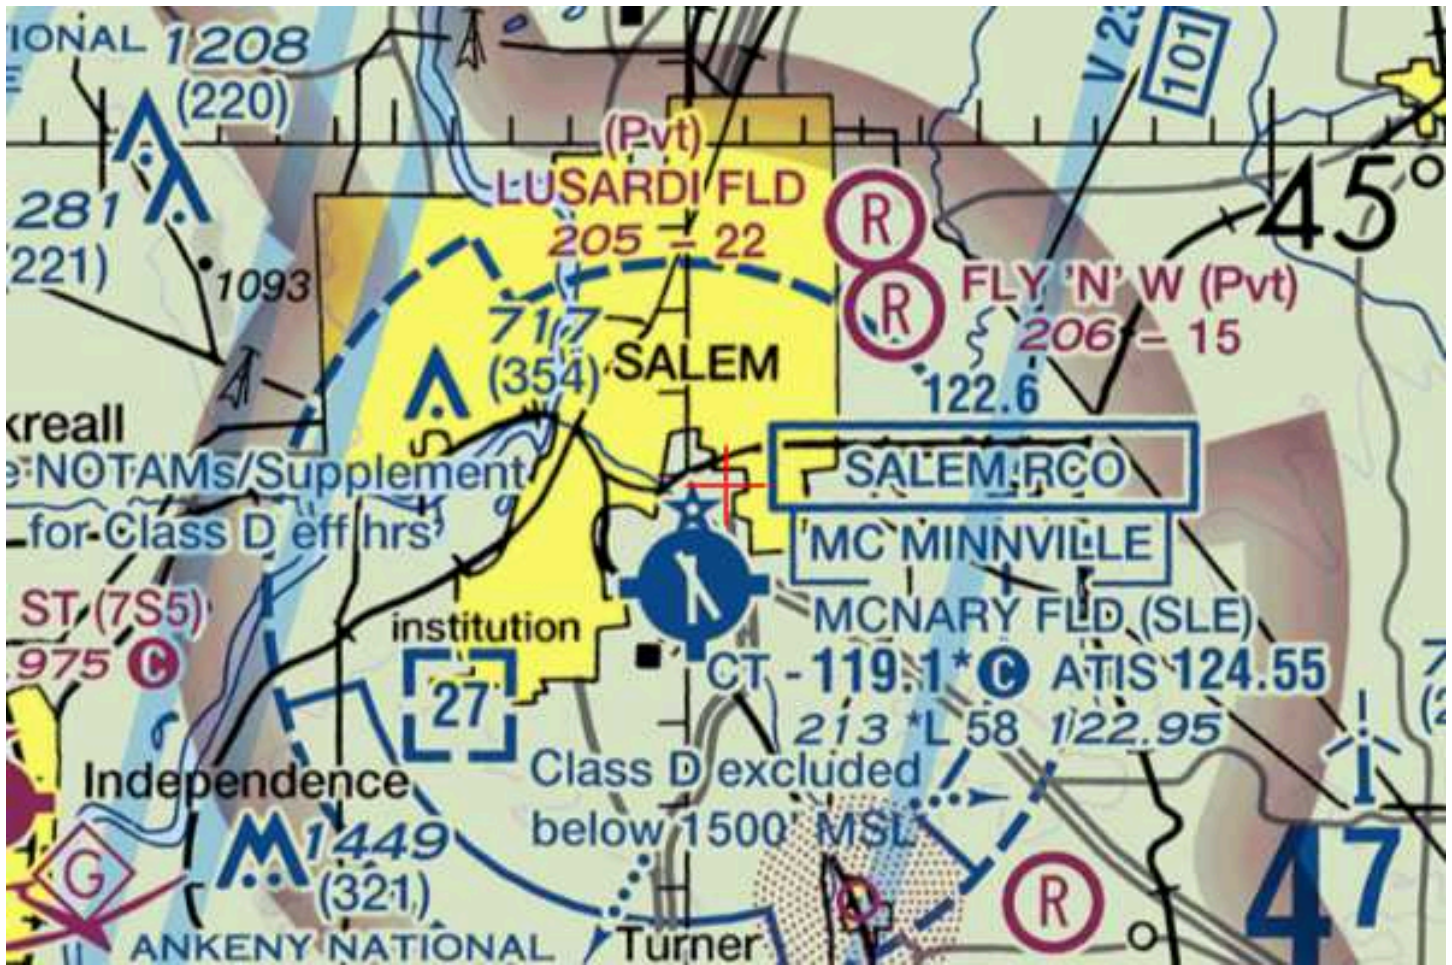 IONAL 1208
(220)
V 23
101
(Pvt)
LUSARDI FLD
205 – 22
R
45°
281
(221)
1093
R
FLY 'N' W (Pvt)
206 – 15
717
(354)
SALEM
122.6
kreall
e NOTAMs/Supplement
for Class D eff hrs
SALEM RCO
MC MINNVILLE
ST (7S5)
975 C
institution
27
MCNARY FLD (SLE)
CT - 119.1* C ATIS 124.55
213 *L 58 122.95
7
(2
Class D excluded
below 1500' MSL
Independence
1449
(321)
G
47
R
ANKENY NATIONAL
Turner